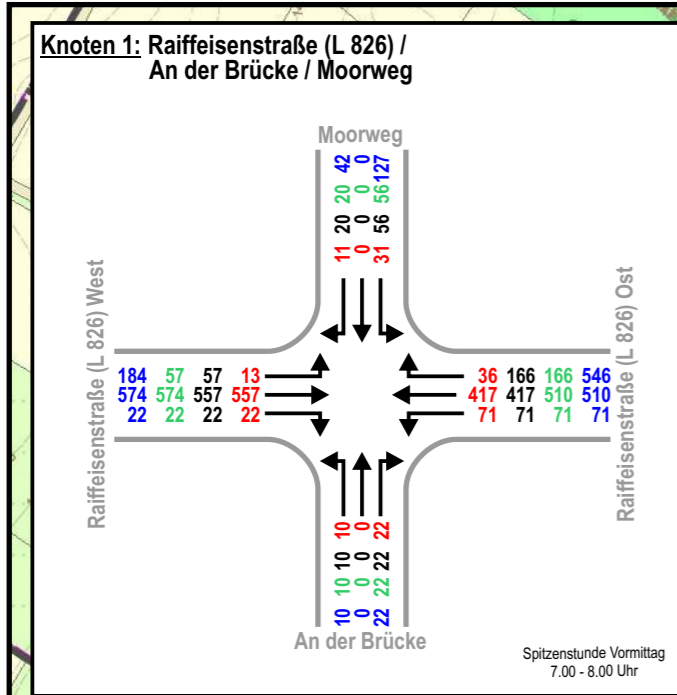 Knoten 1: Raiffeisenstraße (L 826) /
An der Brücke / Moorweg
Moorweg
42 0 127
20 0 56
20 0 56
11 0 31
Raiffeisenstraße (L 826) West
184 57 57 13
574 574 557 557
22 22 22 22
36 166 166 546
417 417 510 510
71 71 71 71
Raiffeisenstraße (L 826) Ost
10 0 22
10 0 22
10 0 22
10 0 22
An der Brücke
Spitzenstunde Vormittag
7.00 - 8.00 Uhr